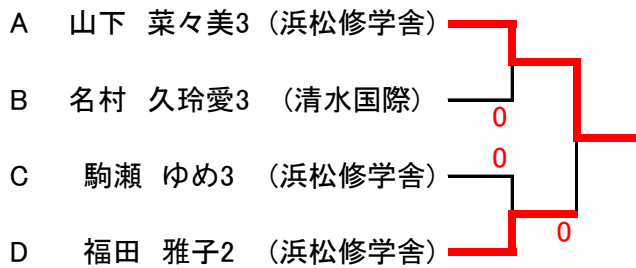 A 山下 菜々美3 (浜松修学舎)
B 名村 久玲愛3 (清水国際)
0
0
C 駒瀬 ゆめ3 (浜松修学舎)
0
D 福田 雅子2 (浜松修学舎)